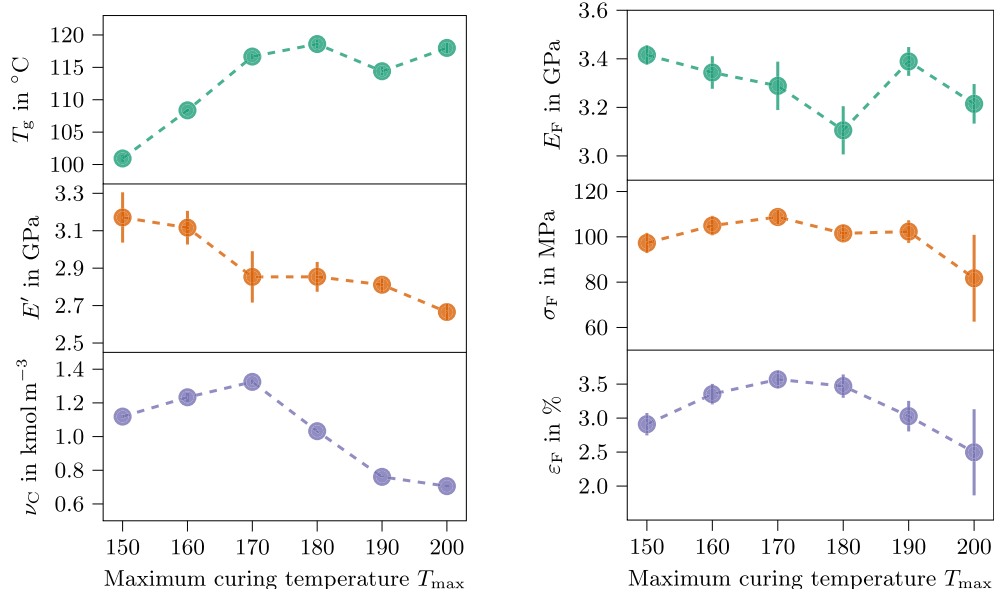 T_g in °C
120
115
110
105
100
E′ in GPa
3.3
3.1
2.9
2.7
2.5
ν_C in kmol m⁻³
1.4
1.2
1.0
0.8
0.6
150 160 170 180 190 200
Maximum curing temperature T_max
E_F in GPa
3.6
3.4
3.2
3.0
σ_F in MPa
120
100
80
60
ε_F in %
3.5
3.0
2.5
2.0
150 160 170 180 190 200
Maximum curing temperature T_max